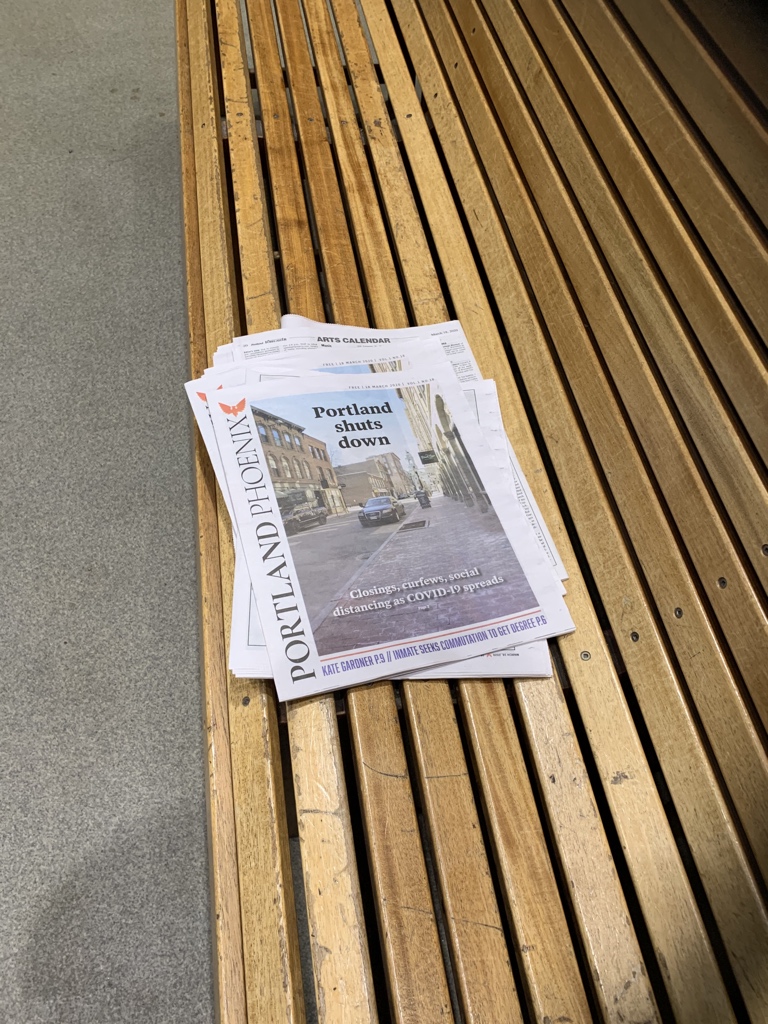 ARTS CALENDAR
Portland
shuts
down
PORTLAND PHOENIX
Closings, curfews, social
distancing as COVID-19 spreads
KATE GARDNER P.9 // INMATE SEEKS COMMUTATION TO GET DEGREE P.6